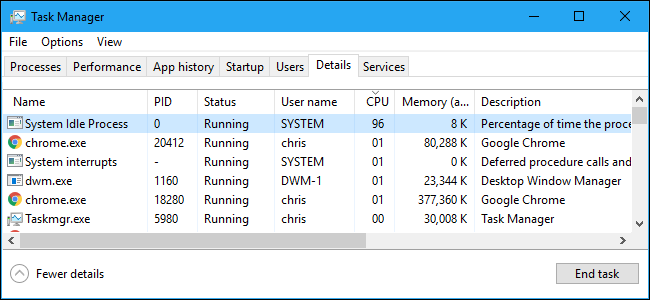 Task Manager
File Options View
Processes Performance App history Startup Users Details Services
Name PID Status User name CPU Memory (a... Description
System Idle Process 0 Running SYSTEM 96 8 K Percentage of time the proce
chrome.exe 20412 Running chris 01 80,288 K Google Chrome
System interrupts - Running SYSTEM 01 0 K Deferred procedure calls and
dwm.exe 1160 Running DWM-1 01 23,344 K Desktop Window Manager
chrome.exe 18280 Running chris 01 377,360 K Google Chrome
Taskmgr.exe 5980 Running chris 00 30,008 K Task Manager
Fewer details End task